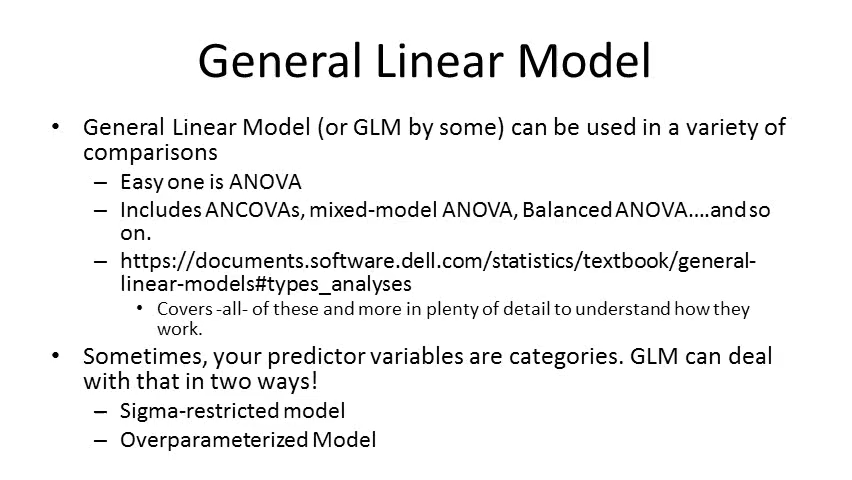 General Linear Model
• General Linear Model (or GLM by some) can be used in a variety of
comparisons
– Easy one is ANOVA
– Includes ANCOVAs, mixed-model ANOVA, Balanced ANOVA....and so
on.
– https://documents.software.dell.com/statistics/textbook/general-
linear-models#types_analyses
• Covers -all- of these and more in plenty of detail to understand how they
work.
• Sometimes, your predictor variables are categories. GLM can deal
with that in two ways!
– Sigma-restricted model
– Overparameterized Model